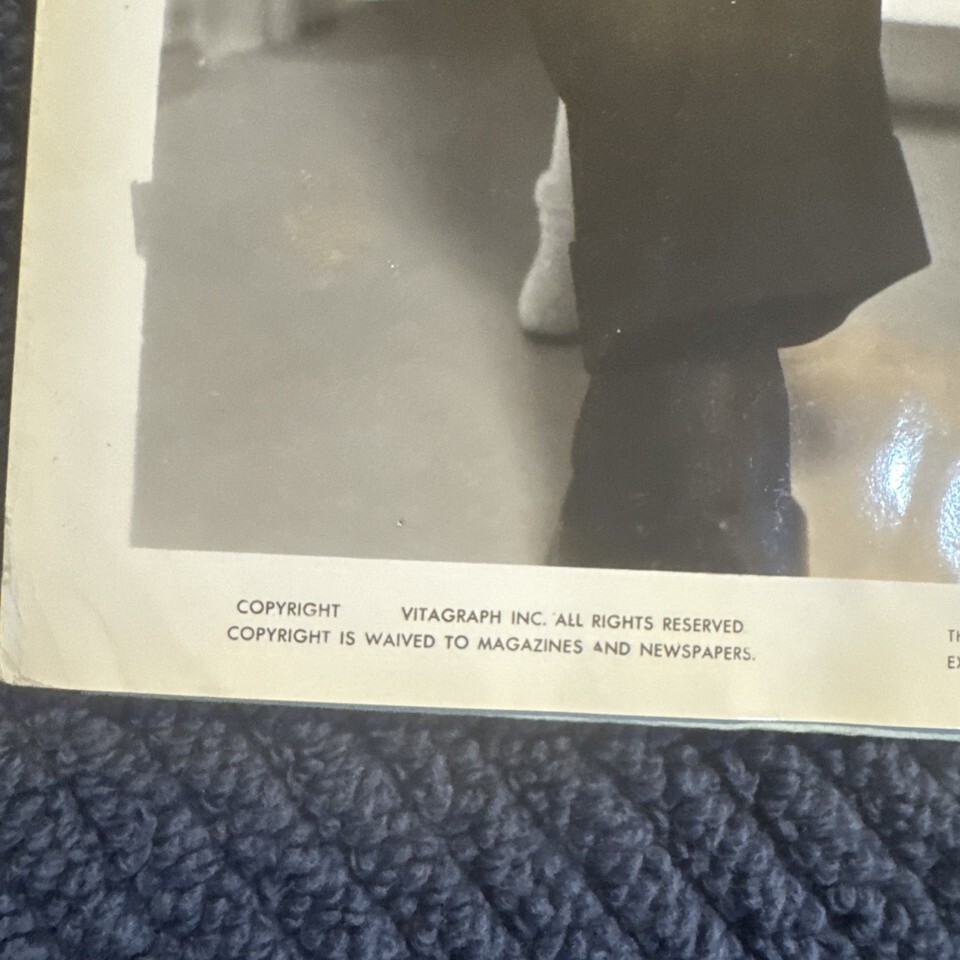 COPYRIGHT VITAGRAPH INC. ALL RIGHTS RESERVED
COPYRIGHT IS WAIVED TO MAGAZINES AND NEWSPAPERS.